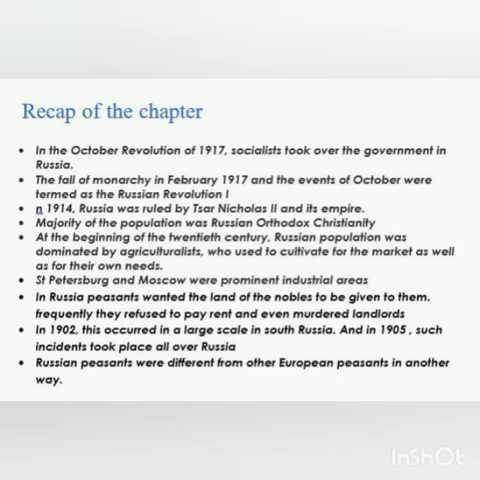 Recap of the chapter
• In the October Revolution of 1917, socialists took over the government in
Russia.
• The fall of monarchy in February 1917 and the events of October were
termed as the Russian Revolution I
• n 1914, Russia was ruled by Tsar Nicholas II and its empire.
• Majority of the population was Russian Orthodox Christianity
• At the beginning of the twentieth century, Russian population was
dominated by agriculturalists, who used to cultivate for the market as well
as for their own needs.
• St Petersburg and Moscow were prominent industrial areas
• In Russia peasants wanted the land of the nobles to be given to them.
frequently they refused to pay rent and even murdered landlords
• In 1902, this occurred in a large scale in south Russia. And in 1905 , such
incidents took place all over Russia
• Russian peasants were different from other European peasants in another
way.
InShOt